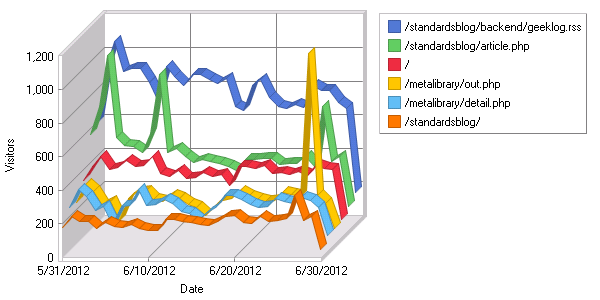 1,200
1,000
800
600
400
200
0
Visitors
5/31/2012
6/10/2012
6/20/2012
6/30/2012
Date
/standardsblog/backend/geeklog.rss
/standardsblog/article.php
/
/metalibrary/out.php
/metalibrary/detail.php
/standardsblog/